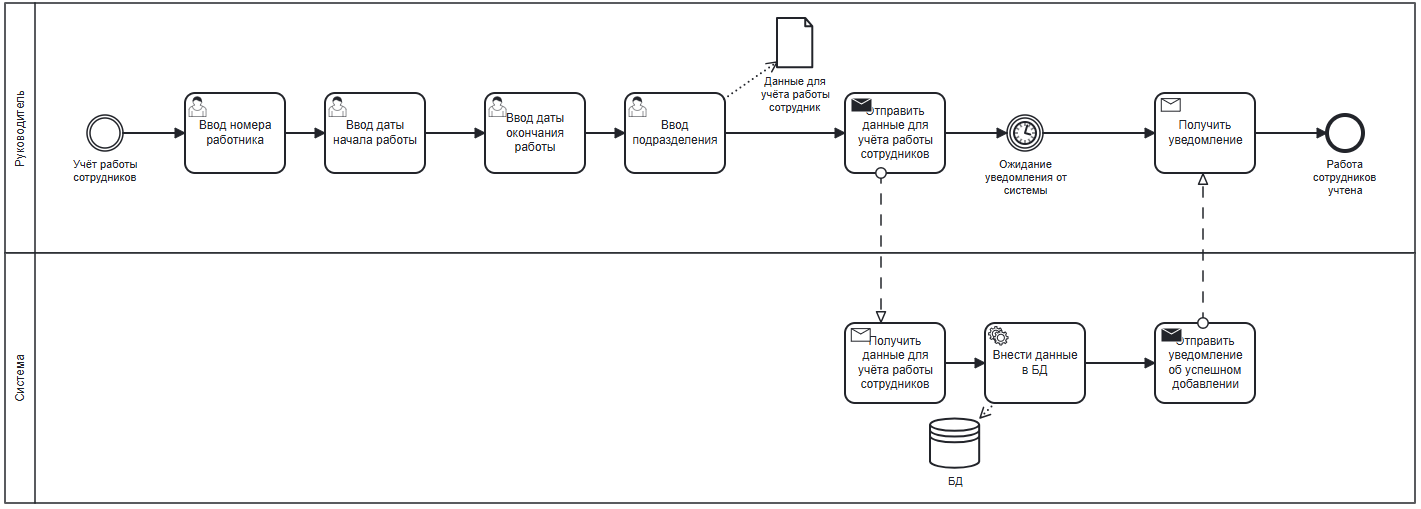 Руководитель
Учёт работы
сотрудников
Ввод номера
работника
Ввод даты
начала работы
Ввод даты
окончания
работы
Ввод
подразделения
Данные для
учёта работы
сотрудник
Отправить
данные для
учёта работы
сотрудников
Ожидание
уведомления от
системы
Получить
уведомление
Работа
сотрудников
учтена
Система
Получить
данные для
учёта работы
сотрудников
Внести данные
в БД
Отправить
уведомление
об успешном
добавлении
БД